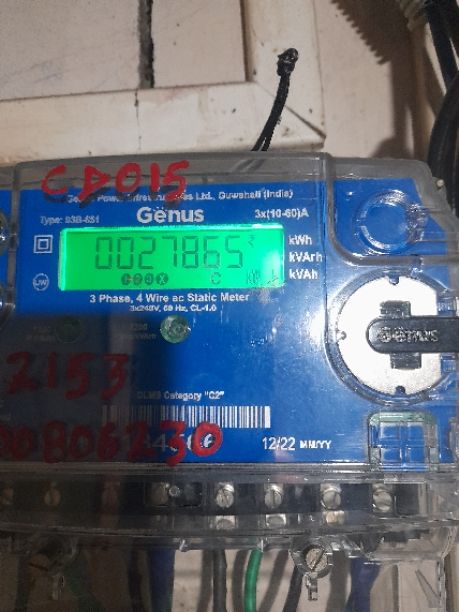 CD015
Power Infrastructures Ltd., Guwahati (India)
Genus
3x(10-60)A
Type:
0027865
kWh
kVArh
kVAh
C
3 Phase, 4 Wire ac Static Meter
3x240V, 50 Hz, CL-1.0
Genus
2153
DLMS Category "C2"
00806230
12/22 MM/YY